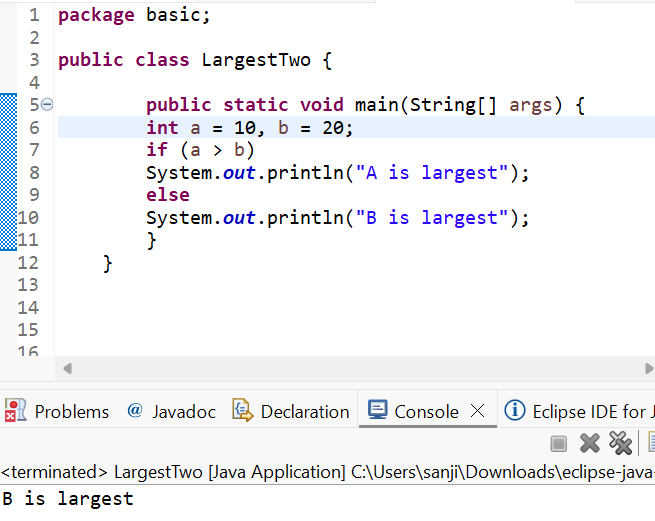 1 package basic;
2
3 public class LargestTwo {
4
5 public static void main(String[] args) {
6 int a = 10, b = 20;
7 if (a > b)
8 System.out.println("A is largest");
9 else
10 System.out.println("B is largest");
11 }
12 }
13
14
15
16
Problems @ Javadoc Declaration Console Eclipse IDE for J
<terminated> LargestTwo [Java Application] C:\Users\sanji\Downloads\eclipse-java-
B is largest